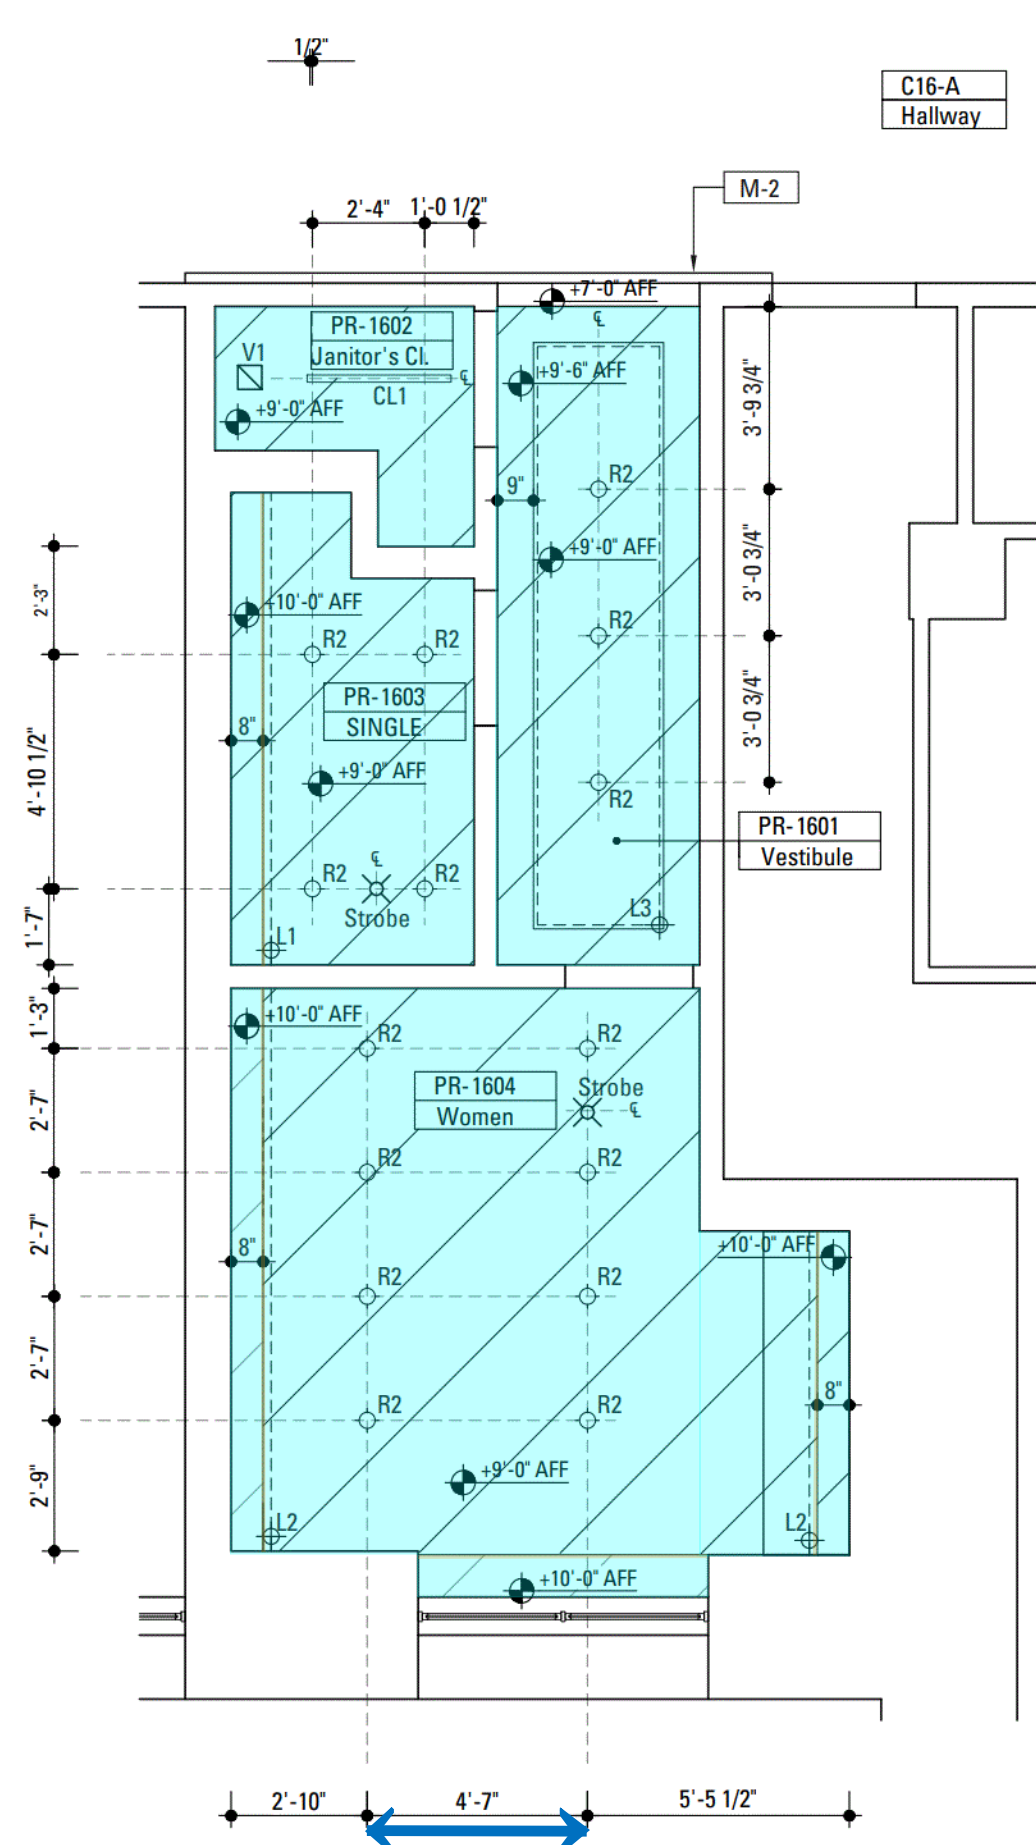 1/2"
C16-A
Hallway
M-2
2'-4" 1'-0 1/2"
+7'-0" AFF
℄
PR-1602
Janitor's Cl.
V1
℄
CL1
+9'-0" AFF
+9'-6" AFF
3'-9 3/4"
R2
9"
+9'-0" AFF
3'-0 3/4"
2'-3"
+10'-0" AFF
R2
R2 R2
PR-1603
SINGLE
8"
3'-0 3/4"
+9'-0" AFF
4'-10 1/2"
R2
PR-1601
Vestibule
℄
R2 R2
Strobe
L3
1'-7"
L1
+10'-0" AFF
1'-3"
R2 R2
PR-1604
Women
Strobe
℄
2'-7"
R2 R2
2'-7"
8"
+10'-0" AFF
R2 R2
2'-7"
8"
R2 R2
+9'-0" AFF
2'-9"
L2 L2
+10'-0" AFF
2'-10" 4'-7" 5'-5 1/2"